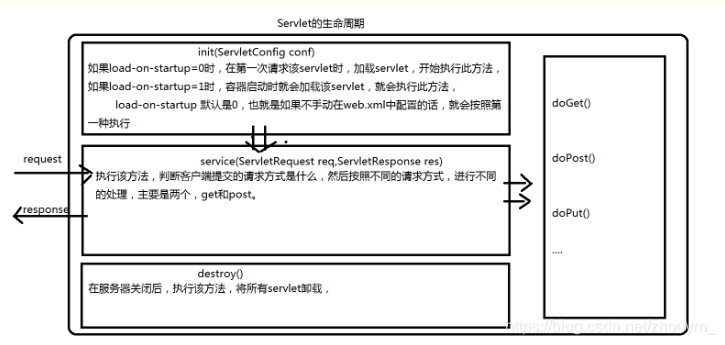 Servlet的生命周期
init(ServletConfig conf)
如果load-on-startup=0时，在第一次请求该servlet时，加载servlet，开始执行此方法，
如果load-on-startup=1时，容器启动时就会加载该servlet，就会执行此方法，
load-on-startup 默认是0，也就是如果不手动在web.xml中配置的话，就会按照第
一种执行
request
response
service(ServletRequest req,ServletResponse res)
执行该方法，判断客户端提交的请求方式是什么，然后按照不同的请求方式，进行不同
的处理，主要是两个，get和post。
destroy()
在服务器关闭后，执行该方法，将所有servlet卸载，
doGet()
doPost()
doPut()
....
https://blog.csdn.net/zhouym_